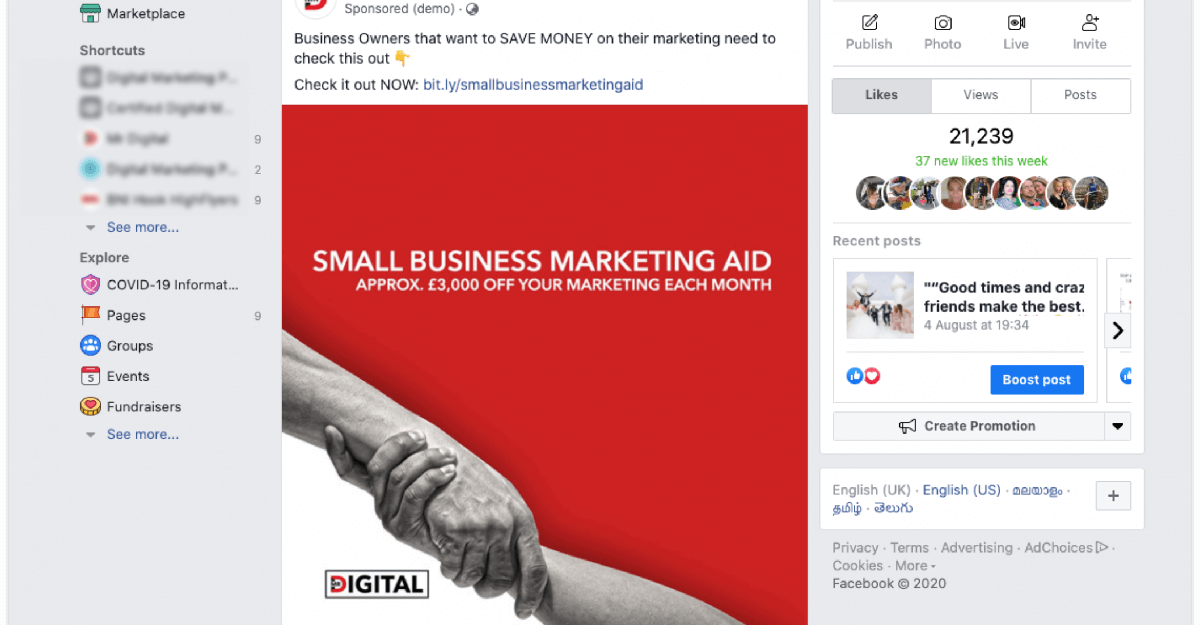 Marketplace
Shortcuts
Mr Digital
9
2
9
See more...
Explore
COVID-19 Informat...
Pages
9
Groups
5
Events
Fundraisers
See more...
Sponsored (demo) ·
Business Owners that want to SAVE MONEY on their marketing need to
check this out 👇
Check it out NOW: bit.ly/smallbusinessmarketingaid
SMALL BUSINESS MARKETING AID
APPROX. £3,000 OFF YOUR MARKETING EACH MONTH
DIGITAL
Publish
Photo
Live
Invite
Likes
Views
Posts
21,239
37 new likes this week
Recent posts
"“Good times and craz
friends make the best.
4 August at 19:34
Boost post
Create Promotion
English (UK) · English (US) · മലയാളം ·
தமிழ் · తెలుగు
+
Privacy · Terms · Advertising · AdChoices ·
Cookies · More
Facebook © 2020